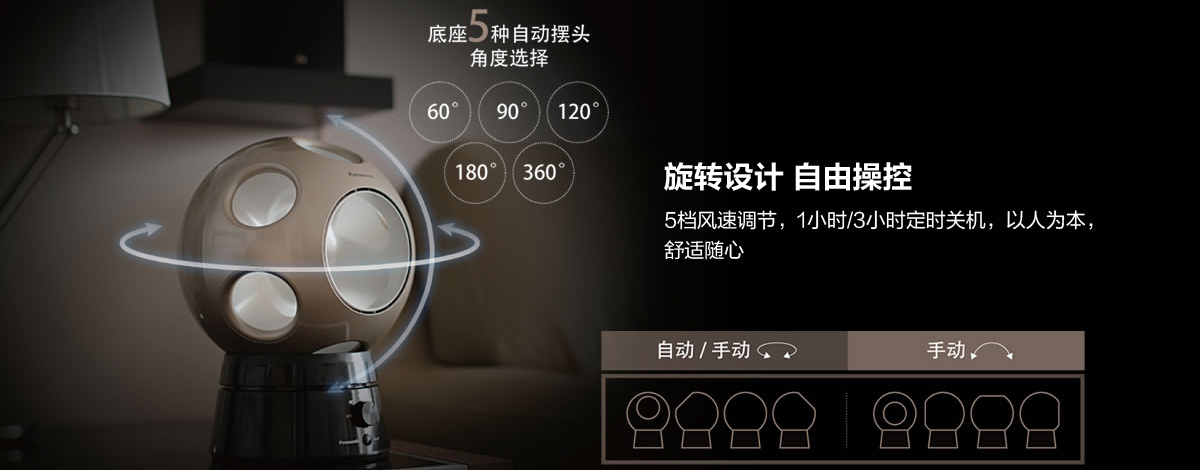 底座5种自动摆头
角度选择
60° 90° 120°
180° 360°
Panasonic
旋转设计 自由操控
5档风速调节，1小时/3小时定时关机，以人为本，
舒适随心
自动 / 手动
手动
Panasonic